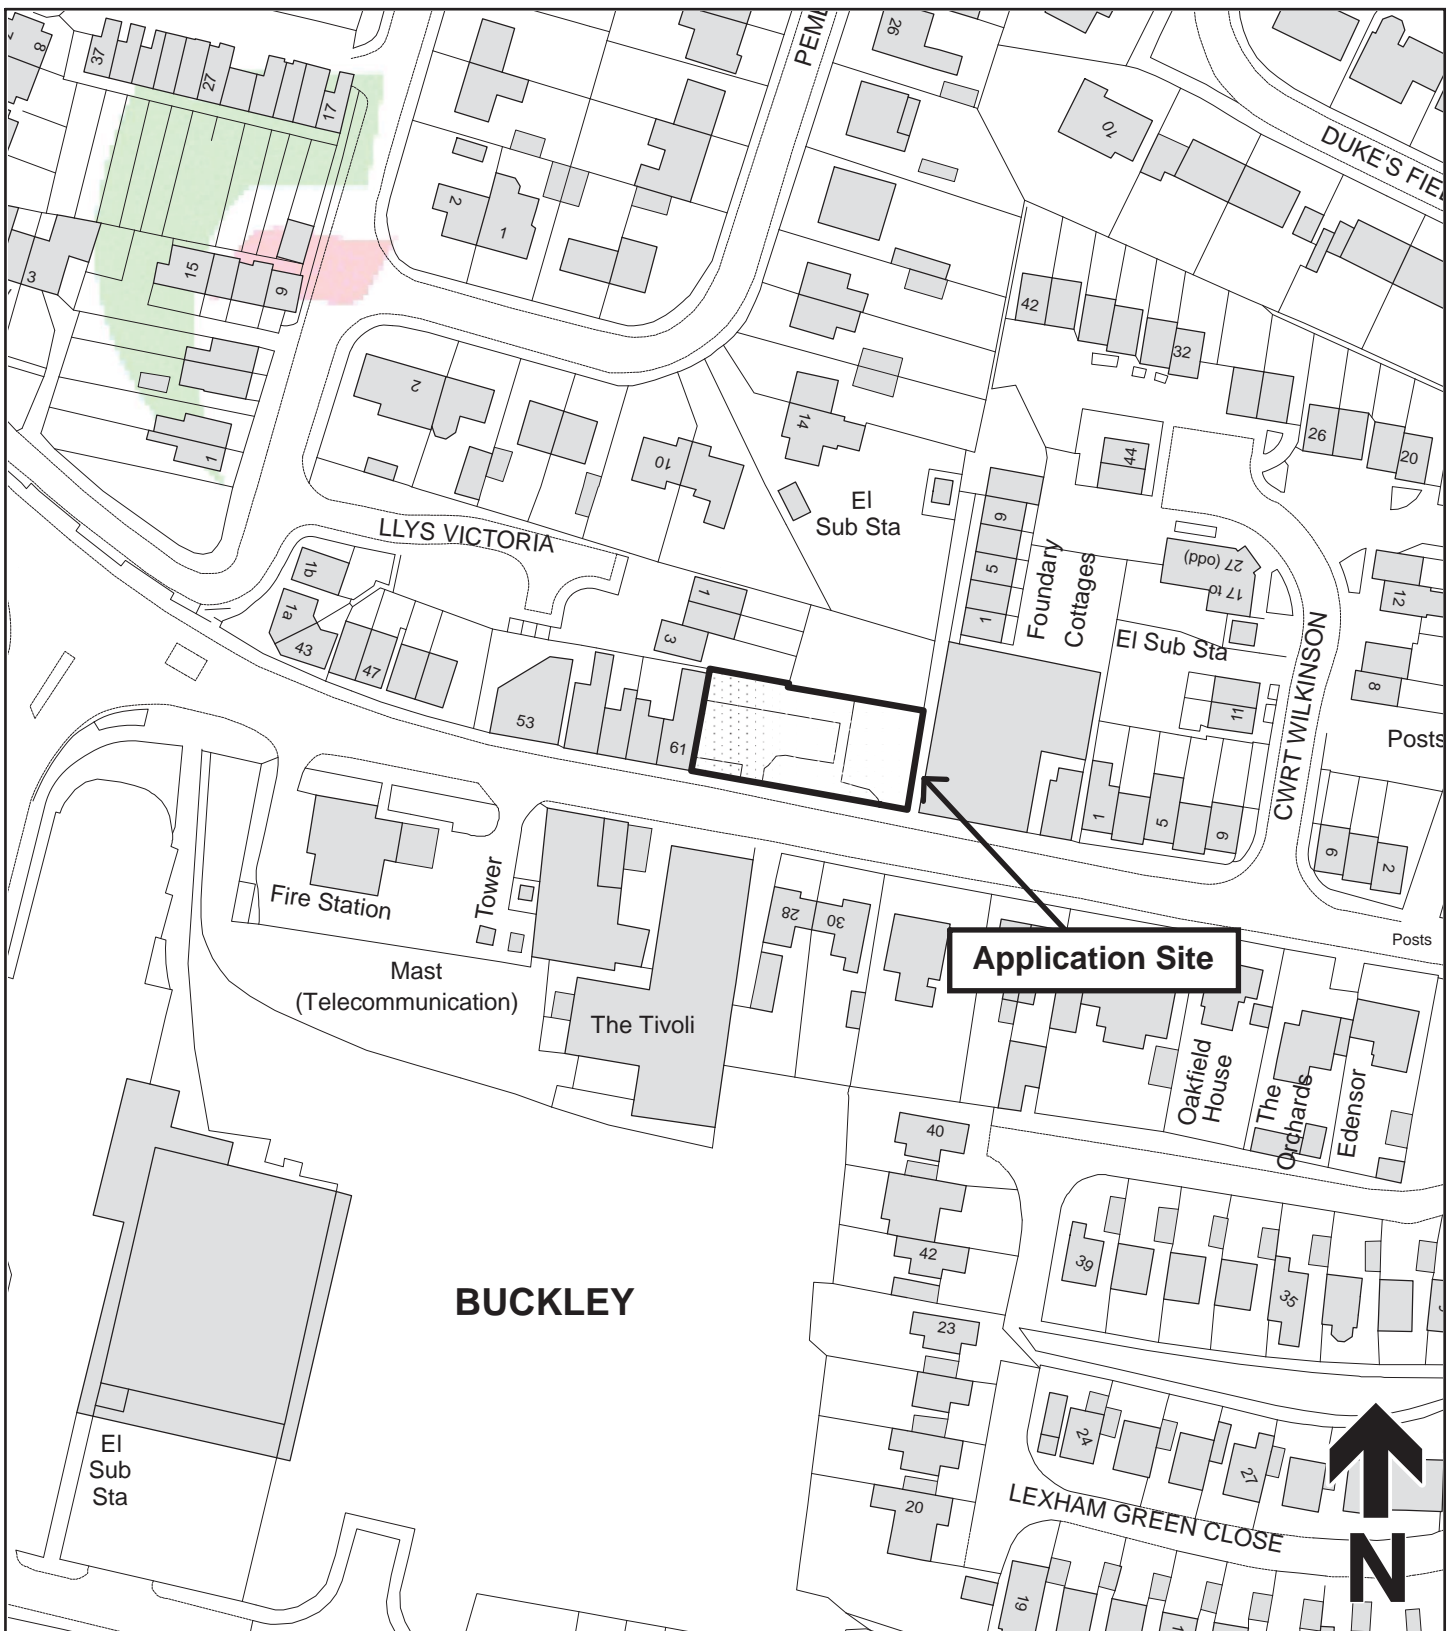 PEMB
26
37
27
17
8
70
DUKE'S FIE
2
1
15
9
3
42
32
2
14
10
44
26
20
1
El
Sub Sta
LLYS VICTORIA
9
5
1
Foundary
Cottages
17 to
27 (odd)
El Sub Sta
12
8
11
CWRT WILKINSON
Posts
1b
1a
43
47
53
61
1
3
1
5
9
6
2
Fire Station
Tower
Mast
(Telecommunication)
The Tivoli
28
30
Application Site
Posts
Oakfield
House
The
Orchards
Edensor
40
42
39
35
23
BUCKLEY
24
27
20
LEXHAM GREEN CLOSE
El
Sub
Sta
19
N